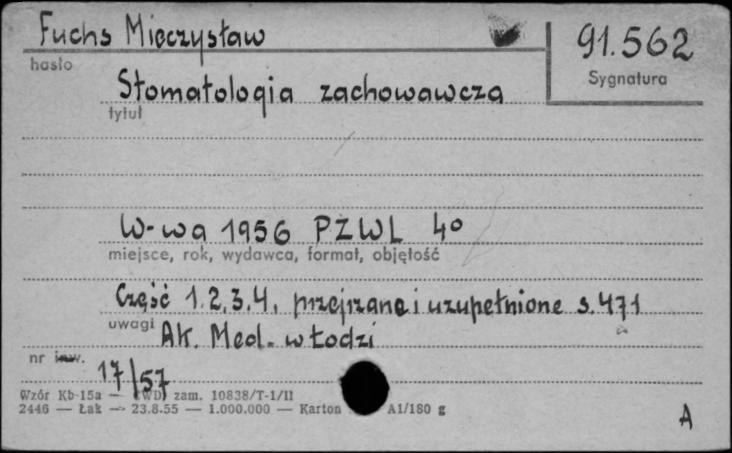 Fuchs Mieczysław
91.562
hasło
Sygnatura
Stomatologia zachowawcza
tytuł
W-wa 1956 PZWL 4°
miejsce, rok, wydawca, format, objętość
Część 1.2.3.4. przejrzane i uzupełnione s.471
uwagi
Ak. Med. w Łodzi
nr inw.
17/57
Wzór Kb-15a — CWD zam. 10838/T-1/II
2446 — Łak — 23.8.55 — 1.000.000 — Karton A1/180 g
A